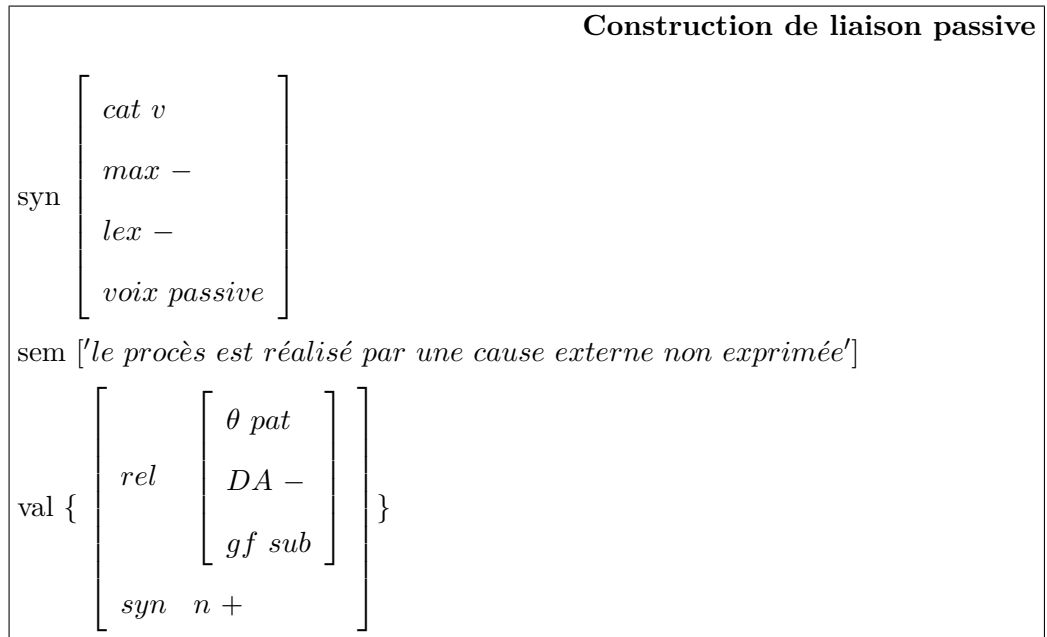 Construction de liaison passive
cat v
max −
lex −
syn
voix passive
sem ['le procès est réalisé par une cause externe non exprimée']
θ pat
rel DA −
val { }
gf sub
syn n +